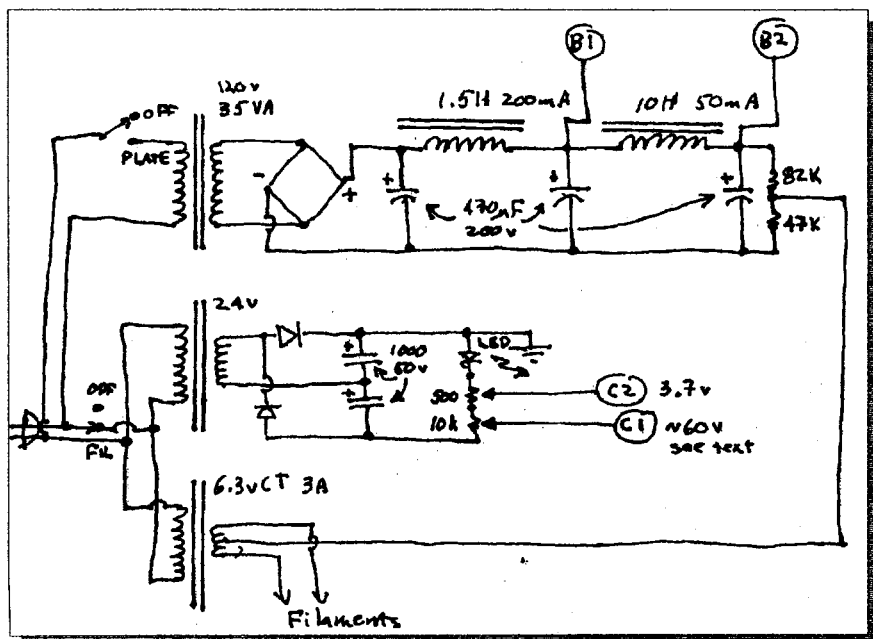 B1
B2
120v
35VA
OFF
PLATE
1.5H 200mA
10H 50mA
-
+
+
+
+
470µF
200v
82K
47K
24v
LED
+
1000
60v
+
500
10k
C2 3.7v
C1 ~60v
see text
OFF
FIL
6.3vCT 3A
Filaments